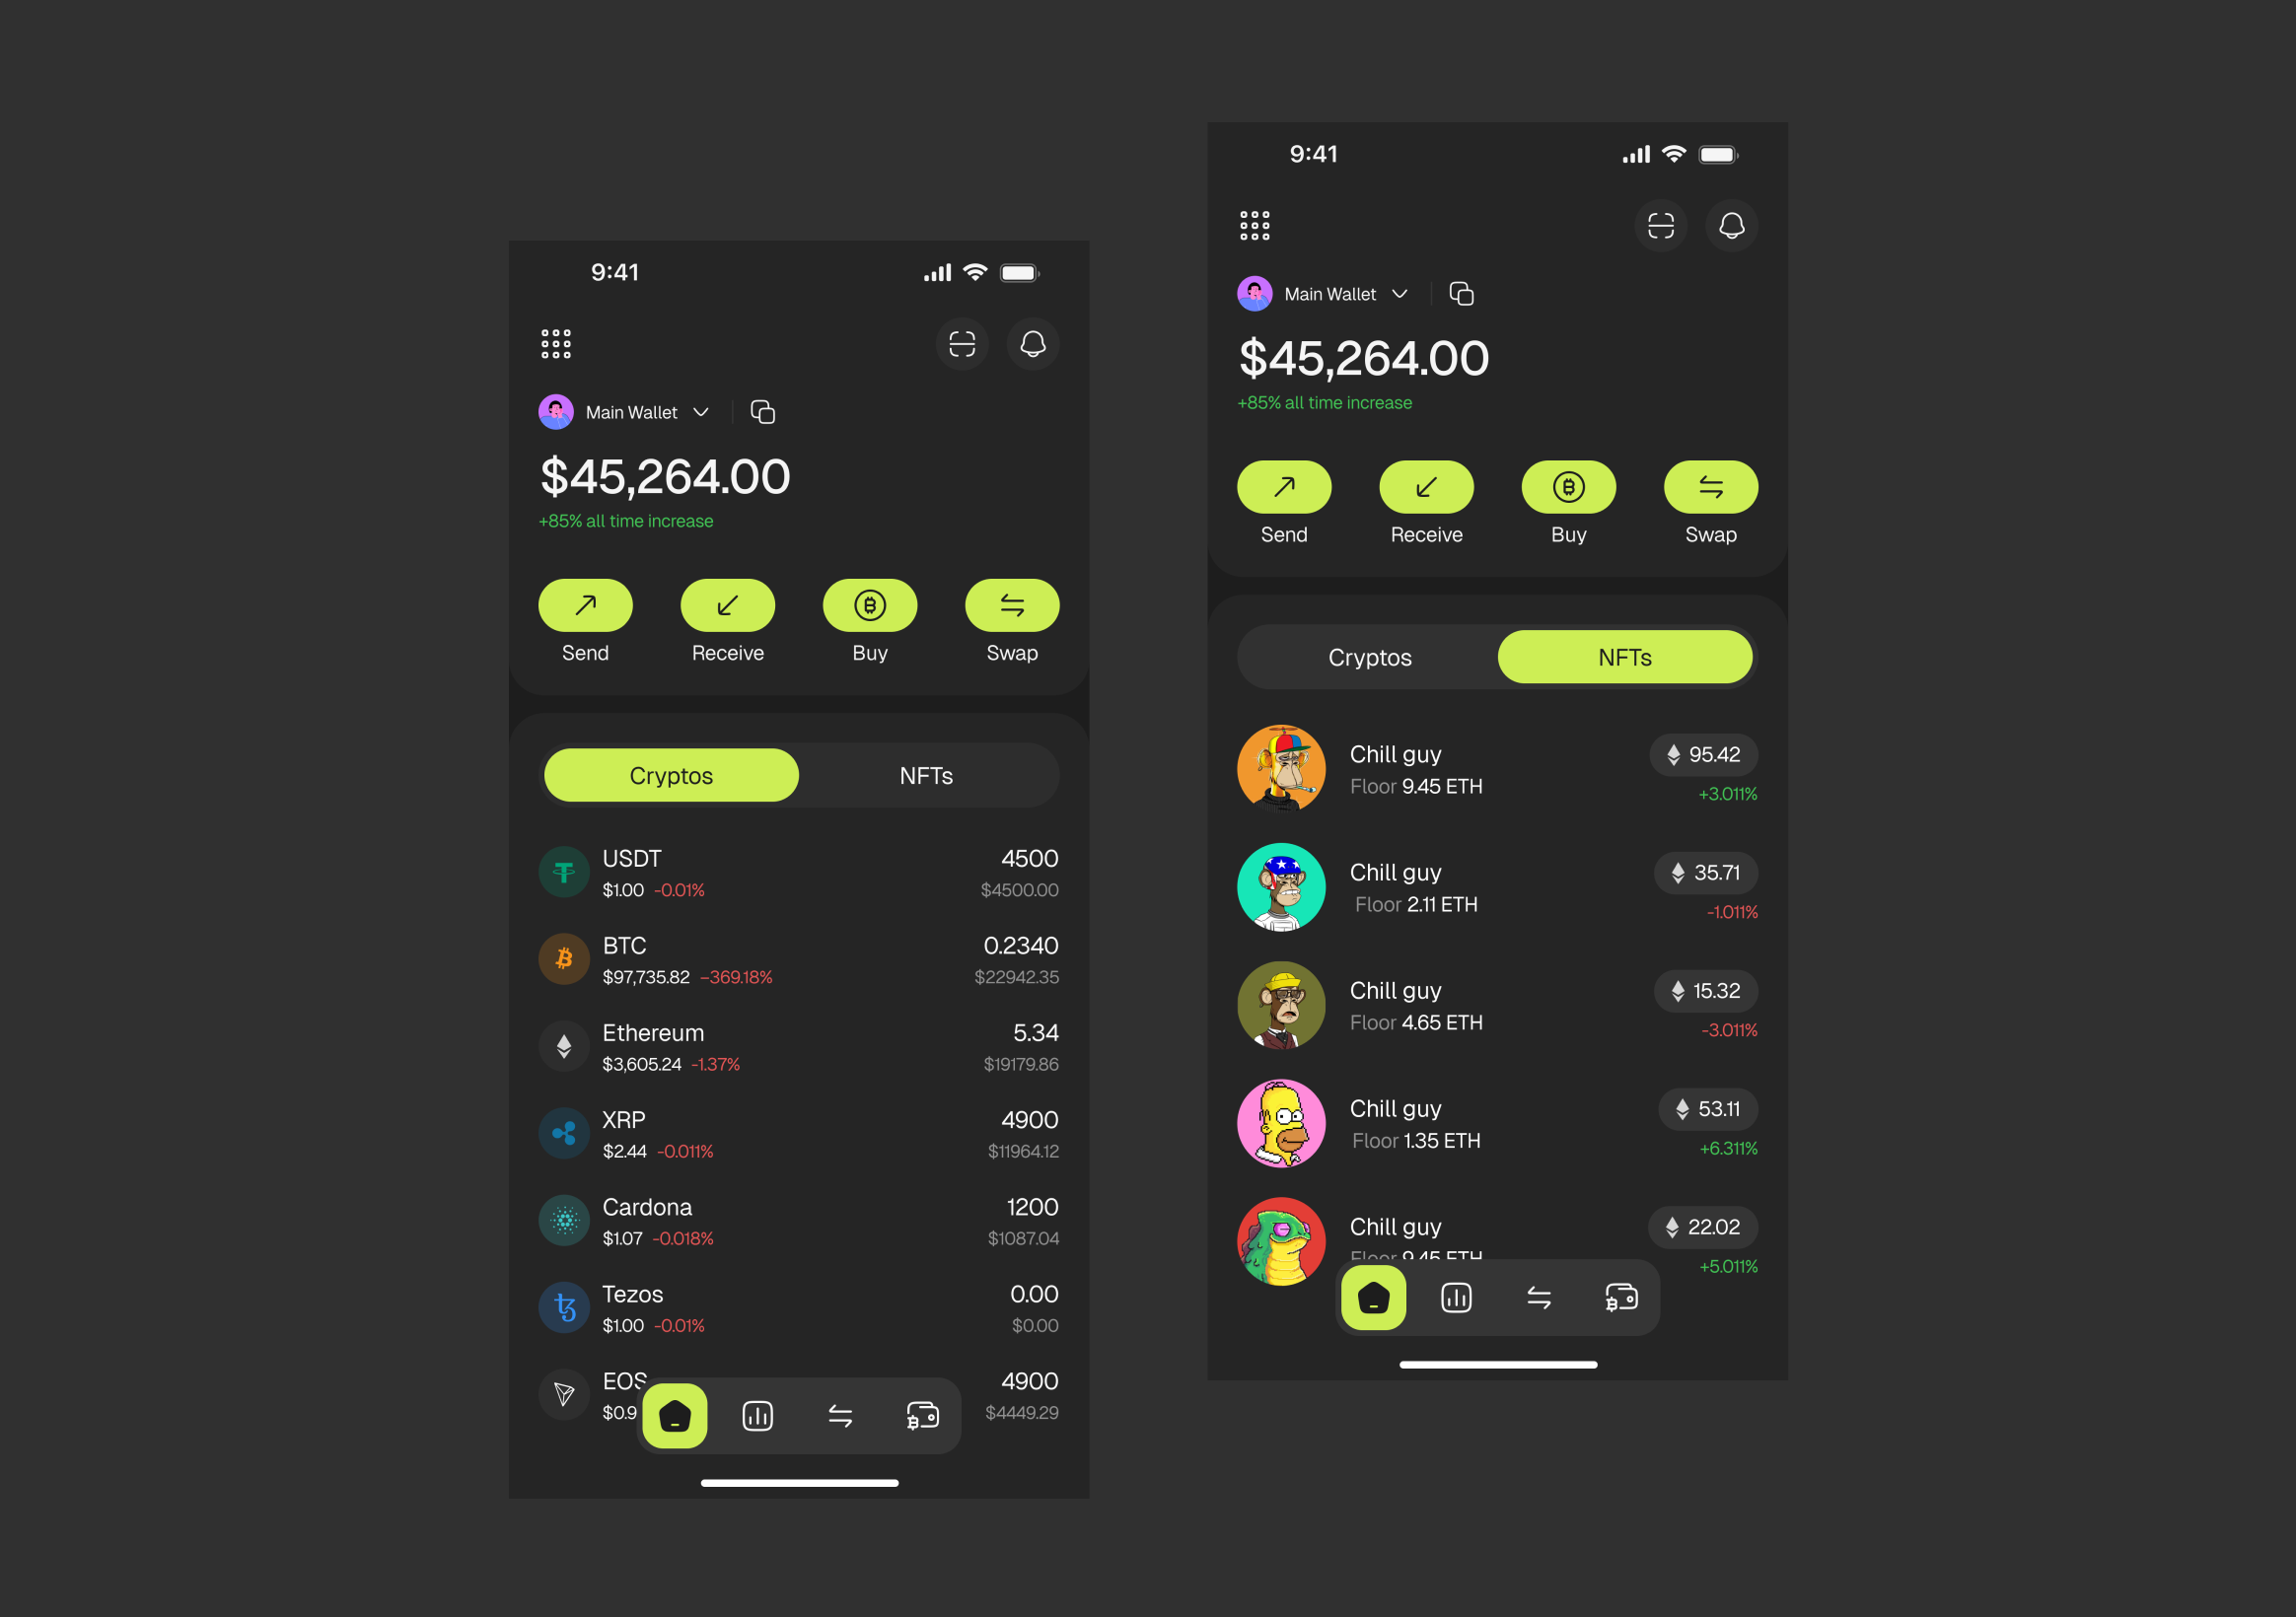 9:41
Main Wallet
$45,264.00
+85% all time increase
Send Receive Buy Swap
Cryptos NFTs
USDT 4500
$1.00 -0.01% $4500.00
BTC 0.2340
$97,735.82 –369.18% $22942.35
Ethereum 5.34
$3,605.24 -1.37% $19179.86
XRP 4900
$2.44 -0.011% $11964.12
Cardona 1200
$1.07 -0.018% $1087.04
Tezos 0.00
$1.00 -0.01% $0.00
EOS 4900
$0.9 $4449.29
9:41
Main Wallet
$45,264.00
+85% all time increase
Send Receive Buy Swap
Cryptos NFTs
Chill guy 95.42
Floor 9.45 ETH +3.011%
Chill guy 35.71
Floor 2.11 ETH -1.011%
Chill guy 15.32
Floor 4.65 ETH -3.011%
Chill guy 53.11
Floor 1.35 ETH +6.311%
Chill guy 22.02
Floor 9.45 ETH +5.011%